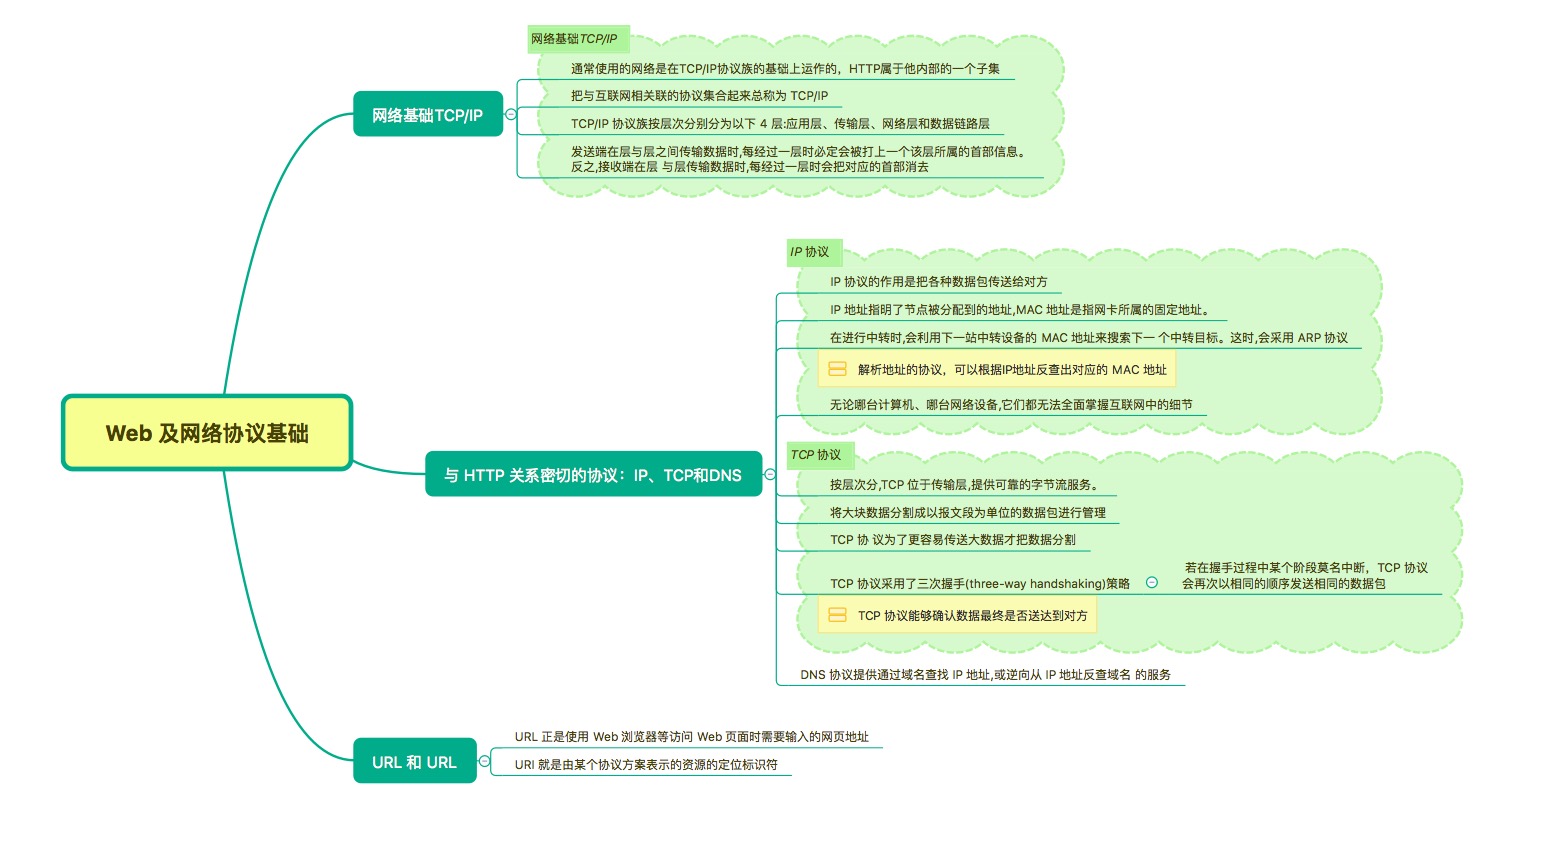 网络基础TCP/IP
通常使用的网络是在TCP/IP协议族的基础上运作的，HTTP属于他内部的一个子集
把与互联网相关联的协议集合起来总称为 TCP/IP
网络基础TCP/IP
TCP/IP 协议族按层次分别分为以下 4 层:应用层、传输层、网络层和数据链路层
发送端在层与层之间传输数据时,每经过一层时必定会被打上一个该层所属的首部信息。
反之,接收端在层 与层传输数据时,每经过一层时会把对应的首部消去
IP 协议
IP 协议的作用是把各种数据包传送给对方
IP 地址指明了节点被分配到的地址,MAC 地址是指网卡所属的固定地址。
在进行中转时,会利用下一站中转设备的 MAC 地址来搜索下一 个中转目标。这时,会采用 ARP 协议
解析地址的协议，可以根据IP地址反查出对应的 MAC 地址
无论哪台计算机、哪台网络设备,它们都无法全面掌握互联网中的细节
Web 及网络协议基础
与 HTTP 关系密切的协议：IP、TCP和DNS
TCP 协议
按层次分,TCP 位于传输层,提供可靠的字节流服务。
将大块数据分割成以报文段为单位的数据包进行管理
TCP 协 议为了更容易传送大数据才把数据分割
TCP 协议采用了三次握手(three-way handshaking)策略
若在握手过程中某个阶段莫名中断，TCP 协议
会再次以相同的顺序发送相同的数据包
TCP 协议能够确认数据最终是否送达到对方
DNS 协议提供通过域名查找 IP 地址,或逆向从 IP 地址反查域名 的服务
URL 和 URL
URL 正是使用 Web 浏览器等访问 Web 页面时需要输入的网页地址
URI 就是由某个协议方案表示的资源的定位标识符